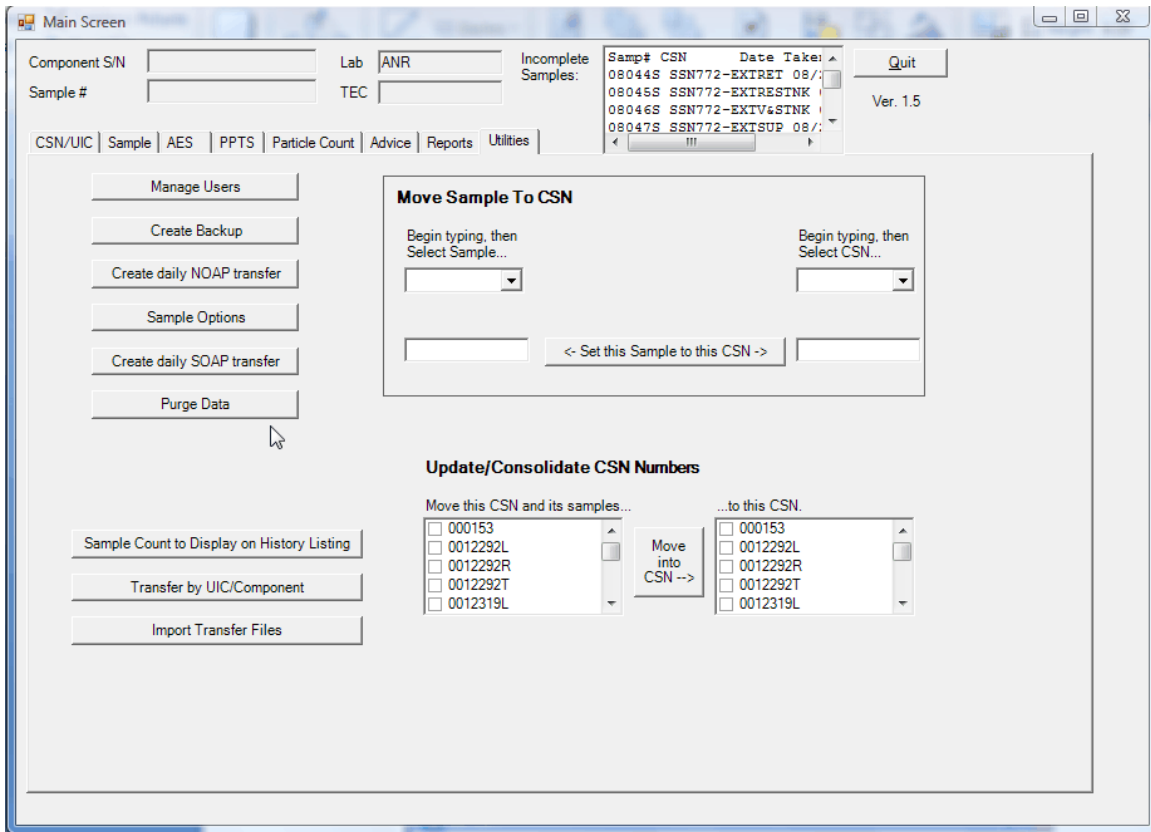 Main Screen
Component S/N
Lab ANR
Incomplete
Samples:
Samp# CSN Date Taken
08044S SSN772-EXTRET 08/2
08045S SSN772-EXTRESTNK
08046S SSN772-EXTV&STNK
08047S SSN772-EXTSUP 08/2
Quit
Sample #
TEC
Ver. 1.5
CSN/UIC Sample AES PPTS Particle Count Advice Reports Utilities
Manage Users
Create Backup
Create daily NOAP transfer
Sample Options
Create daily SOAP transfer
Purge Data
Move Sample To CSN
Begin typing, then
Select Sample...
Begin typing, then
Select CSN...
<- Set this Sample to this CSN ->
Update/Consolidate CSN Numbers
Move this CSN and its samples...
...to this CSN.
000153
0012292L
0012292R
0012292T
0012319L
Move
into
CSN -->
000153
0012292L
0012292R
0012292T
0012319L
Sample Count to Display on History Listing
Transfer by UIC/Component
Import Transfer Files